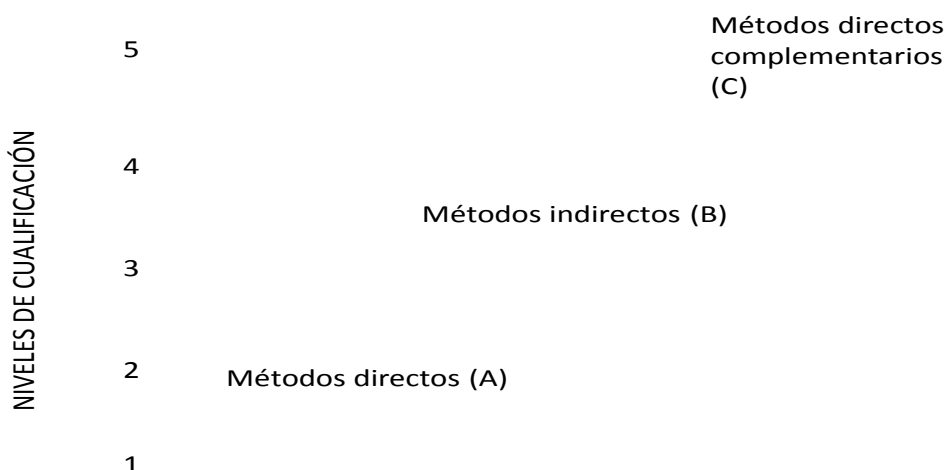 Métodos directos
complementarios
(C)
5
4
Métodos indirectos (B)
3
2
Métodos directos (A)
1
NIVELES DE CUALIFICACIÓN